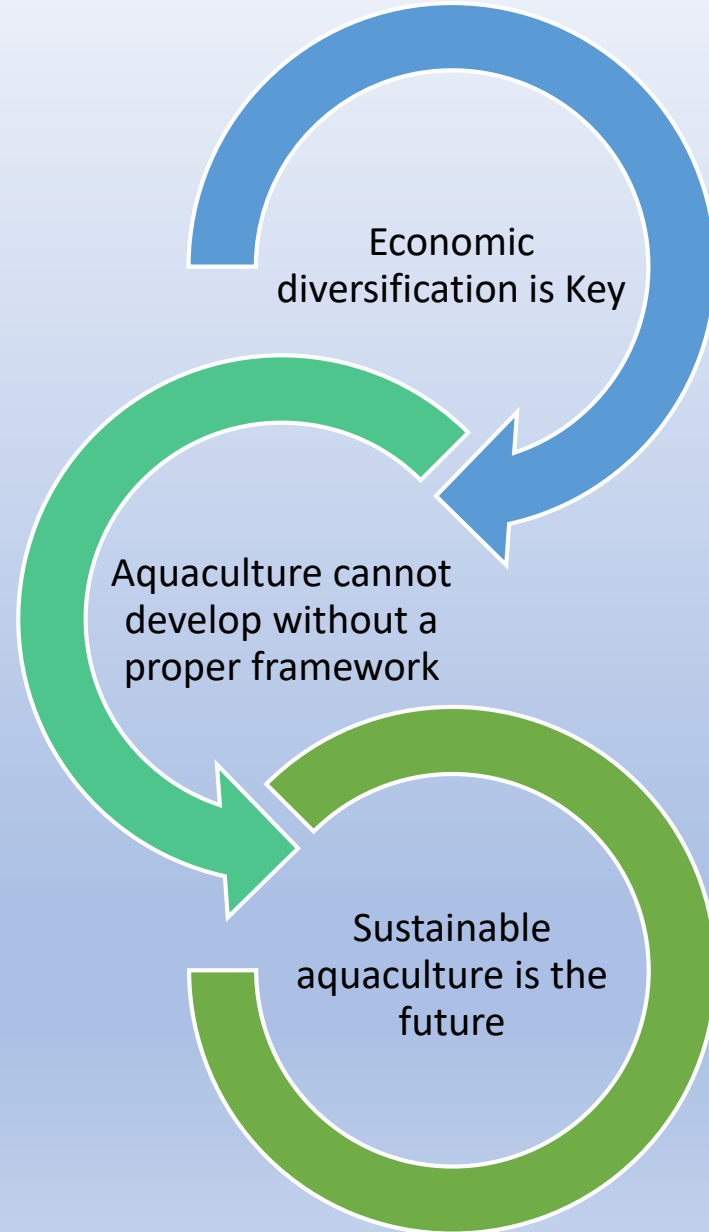 Economic
diversification is Key
Aquaculture cannot
develop without a
proper framework
Sustainable
aquaculture is the
future